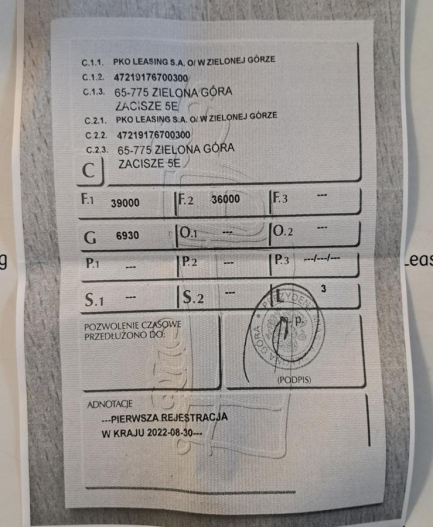 C.1.1. PKO LEASING S.A. O/ W ZIELONEJ GÓRZE
C.1.2. 47219176700300
C.1.3. 65-775 ZIELONA GÓRA
ZACISZE 5E
C.2.1. PKO LEASING S.A. O/ W ZIELONEJ GÓRZE
C.2.2. 47219176700300
C.2.3. 65-775 ZIELONA GÓRA
C ZACISZE 5E
F.1 39000 F.2 36000 F.3 ---
G 6930 O.1 --- O.2 ---
P.1 --- P.2 --- P.3 ---/---/---
S.1 --- S.2 --- L 3
POZWOLENIE CZASOWE
PRZEDŁUŻONO DO:
(PODPIS)
ADNOTACJE
---PIERWSZA REJESTRACJA
W KRAJU 2022-08-30---